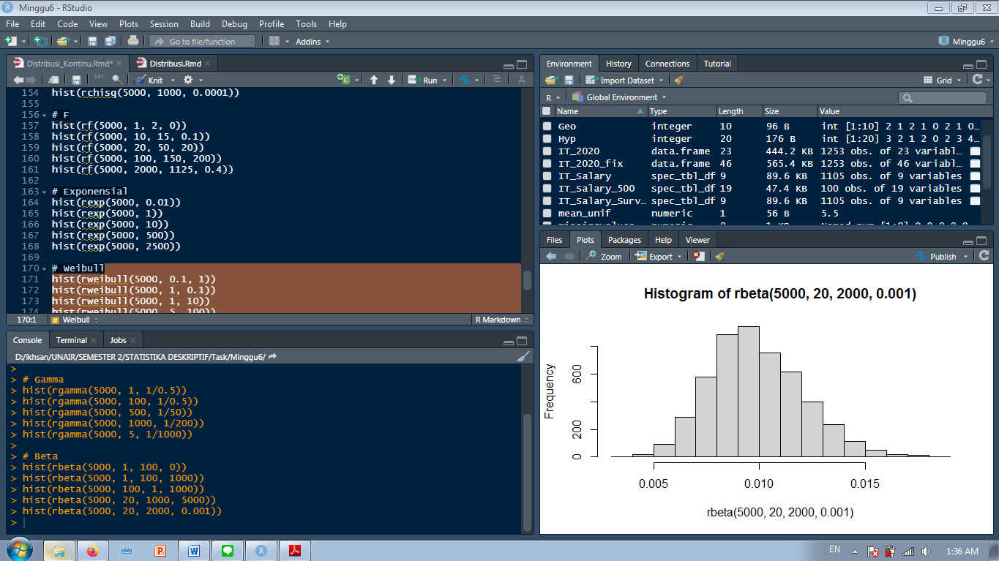 Minggu6 - RStudio
File Edit Code View Plots Session Build Debug Profile Tools Help
Go to file/function
Addins
Minggu6
Distribusi_Kontinu.Rmd*
Distribusi.Rmd
ABC
Knit
Run
154 hist(rchisq(5000, 1000, 0.0001))
155
156 # F
157 hist(rf(5000, 1, 2, 0))
158 hist(rf(5000, 10, 15, 0.1))
159 hist(rf(5000, 20, 50, 20))
160 hist(rf(5000, 100, 150, 200))
161 hist(rf(5000, 2000, 1125, 0.4))
162
163 # Exponensial
164 hist(rexp(5000, 0.01))
165 hist(rexp(5000, 1))
166 hist(rexp(5000, 10))
167 hist(rexp(5000, 500))
168 hist(rexp(5000, 2500))
169
170 # Weibull
171 hist(rweibull(5000, 0.1, 1))
172 hist(rweibull(5000, 1, 0.1))
173 hist(rweibull(5000, 1, 10))
174 hist(rweibull(5000, 5, 100))
170:1 # Weibull R Markdown
Console Terminal Jobs
D:/ikhsan/UNAIR/SEMESTER 2/STATISTIKA DESKRIPTIF/Task/Minggu6/
>
> # Gamma
> hist(rgamma(5000, 1, 1/0.5))
> hist(rgamma(5000, 100, 1/0.5))
> hist(rgamma(5000, 500, 1/50))
> hist(rgamma(5000, 1000, 1/200))
> hist(rgamma(5000, 5, 1/1000))
>
> # Beta
> hist(rbeta(5000, 1, 100, 0))
> hist(rbeta(5000, 1, 100, 1000))
> hist(rbeta(5000, 100, 1, 1000))
> hist(rbeta(5000, 20, 1000, 5000))
> hist(rbeta(5000, 20, 2000, 0.001))
>
Environment History Connections Tutorial
Import Dataset
Grid
R Global Environment
Name Type Length Size Value
Geo integer 10 96 B int [1:10] 2 1 2 1 0 2 1 0…
Hyp integer 20 176 B int [1:20] 3 2 1 2 0 2 3 4…
IT_2020 data.frame 23 444.2 KB 1253 obs. of 23 variabl…
IT_2020_fix data.frame 46 565.4 KB 1253 obs. of 46 variabl…
IT_Salary spec_tbl_df 9 89.6 KB 1105 obs. of 9 variables
IT_Salary_500 spec_tbl_df 19 47.4 KB 100 obs. of 19 variables
IT_Salary_Surv… spec_tbl_df 9 89.6 KB 1105 obs. of 9 variables
mean_unif numeric 1 56 B 5.5
Files Plots Packages Help Viewer
Zoom Export Publish
Histogram of rbeta(5000, 20, 2000, 0.001)
Frequency
600
200
0
0.005 0.010 0.015
rbeta(5000, 20, 2000, 0.001)
EN
1:36 AM